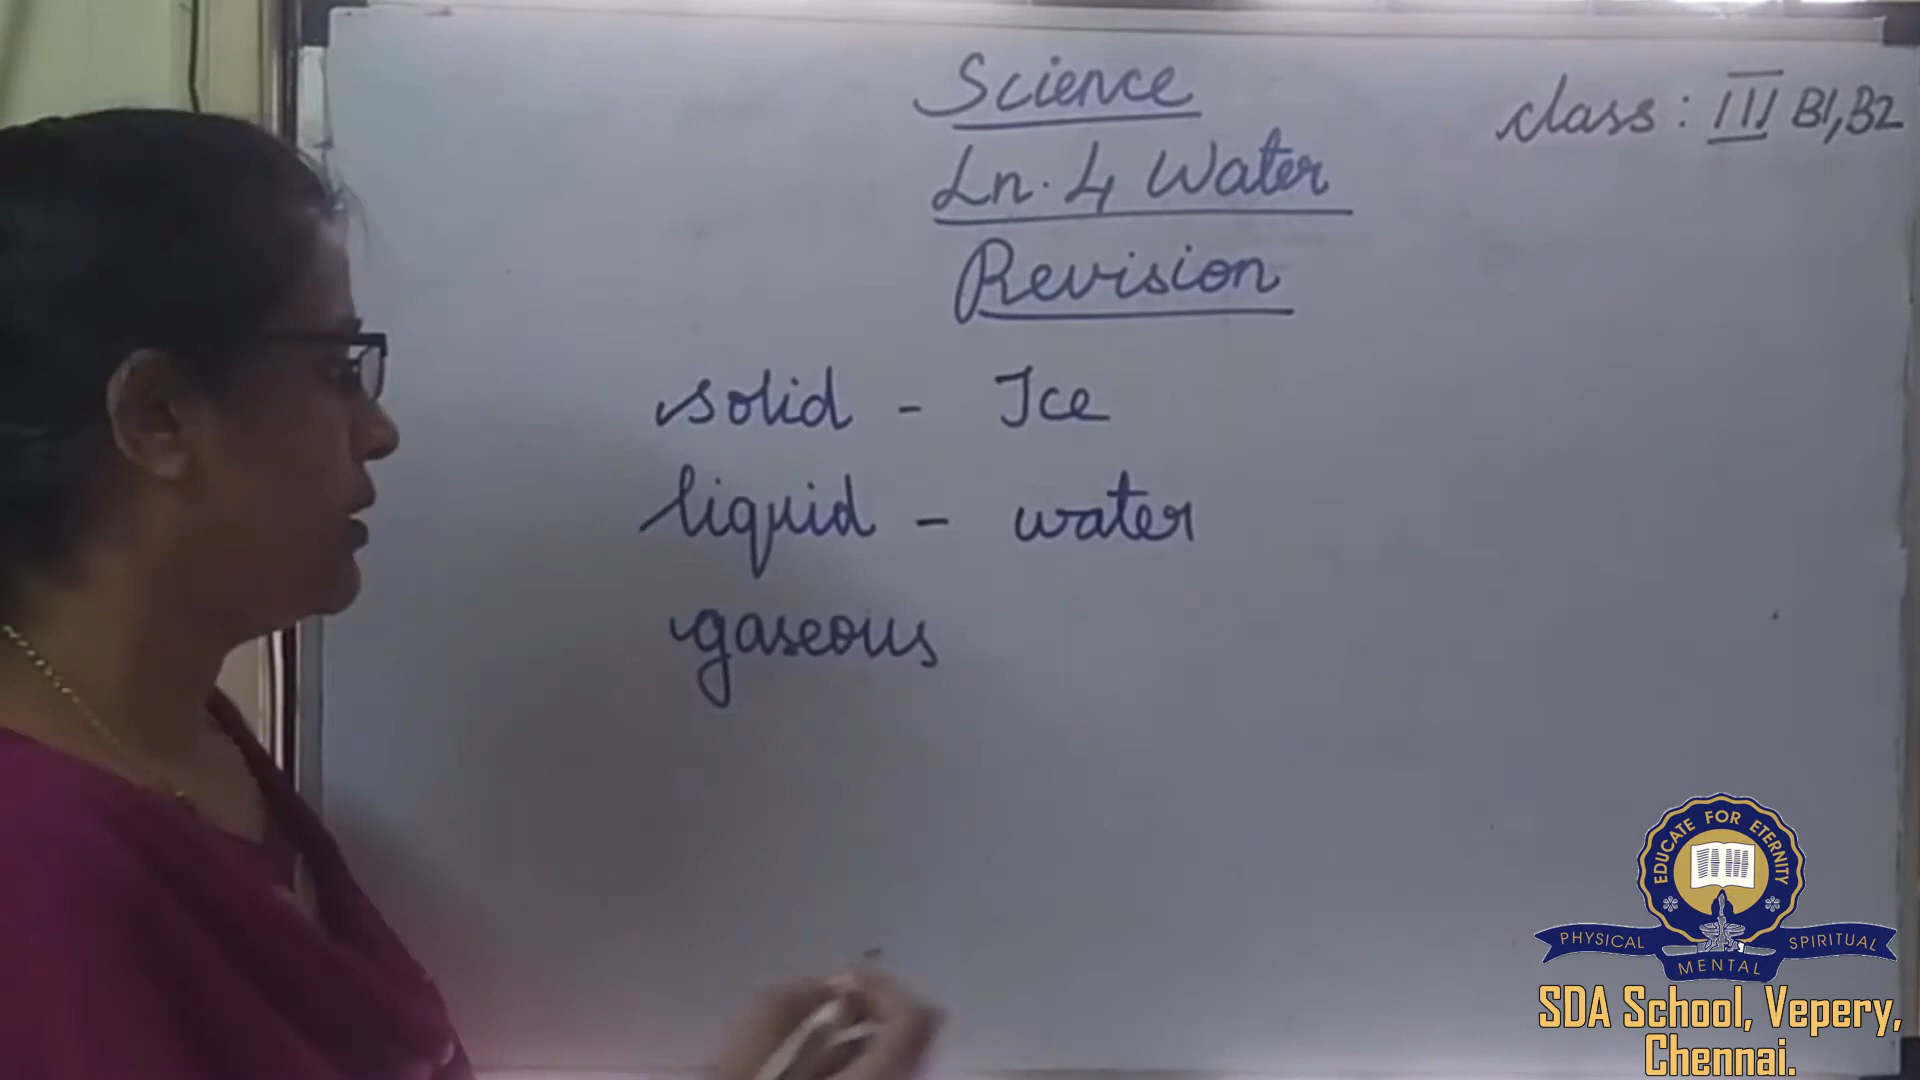 Science
class : III B1, B2
Ln. 4 Water
Revision
solid - Ice
liquid - water
gaseous
EDUCATE FOR ETERNITY
PHYSICAL MENTAL SPIRITUAL
SDA School, Vepery,
Chennai.